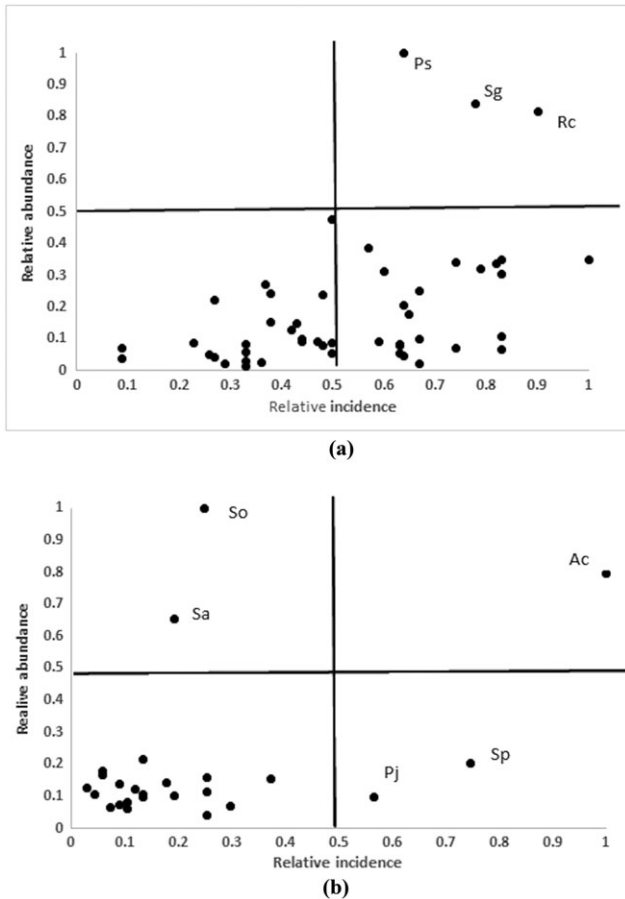 1
0.9
0.8
0.7
0.6
0.5
0.4
0.3
0.2
0.1
0
Relative abundance
Ps
Sg
Rc
0 0.1 0.2 0.3 0.4 0.5 0.6 0.7 0.8 0.9 1
Relative incidence
(a)
1
0.9
0.8
0.7
0.6
0.5
0.4
0.3
0.2
0.1
0
Realive abundance
So
Ac
Sa
Sp
Pj
0 0.1 0.2 0.3 0.4 0.5 0.6 0.7 0.8 0.9 1
Relative incidence
(b)